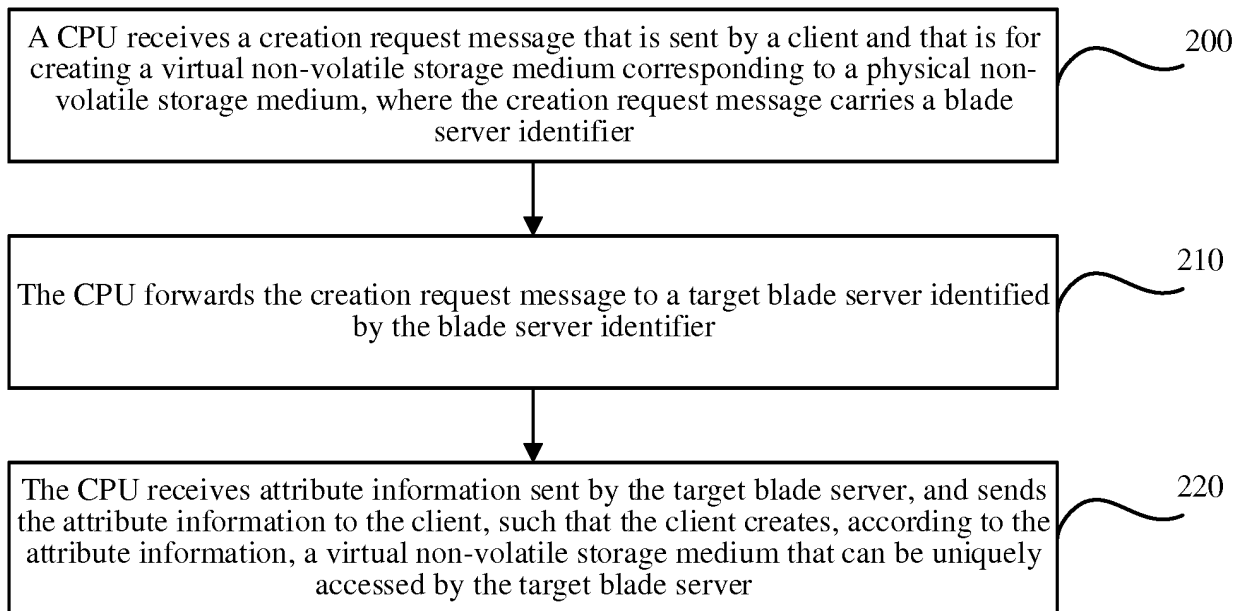 A CPU receives a creation request message that is sent by a client and that is for
creating a virtual non-volatile storage medium corresponding to a physical non-
volatile storage medium, where the creation request message carries a blade
server identifier
200
The CPU forwards the creation request message to a target blade server identified
by the blade server identifier
210
The CPU receives attribute information sent by the target blade server, and sends
the attribute information to the client, such that the client creates, according to the
attribute information, a virtual non-volatile storage medium that can be uniquely
accessed by the target blade server
220